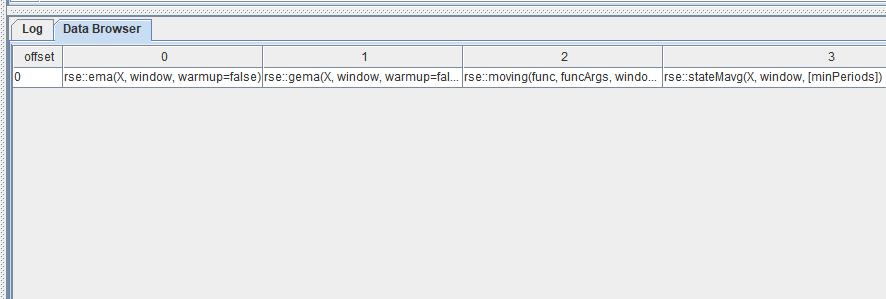 Log Data Browser
offset 0 1 2 3
0 rse::ema(X, window, warmup=false) rse::gema(X, window, warmup=fal... rse::moving(func, funcArgs, windo... rse::stateMavg(X, window, [minPeriods])